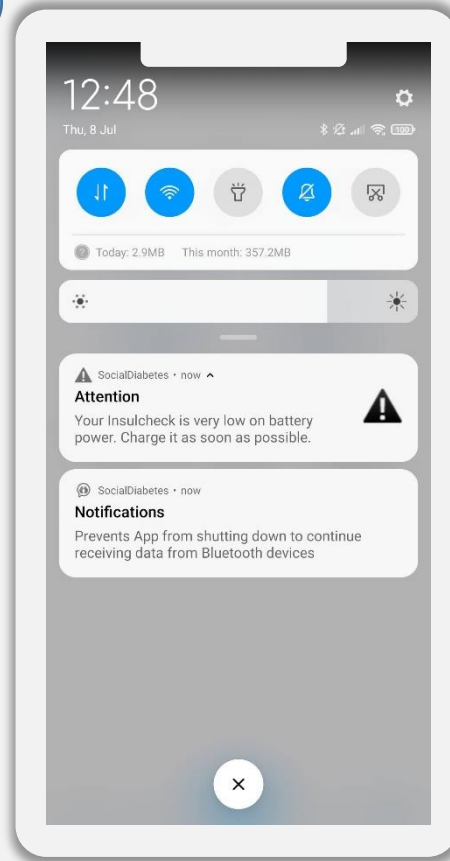 12:48
Thu, 8 Jul
100
Today: 2.9MB This month: 357.2MB
SocialDiabetes • now
Attention
Your Insulcheck is very low on battery
power. Charge it as soon as possible.
SocialDiabetes • now
Notifications
Prevents App from shutting down to continue
receiving data from Bluetooth devices